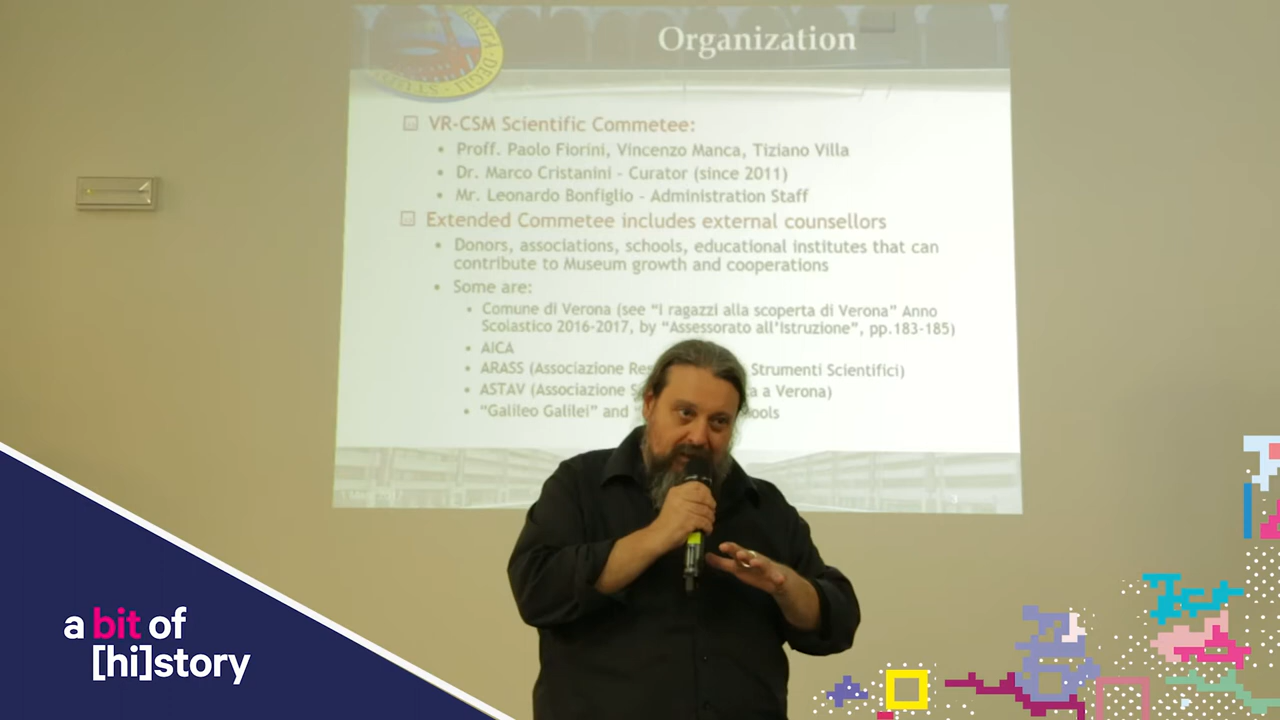 Organization
VR-CSM Scientific Commetee:
Proff. Paolo Fiorini, Vincenzo Manca, Tiziano Villa
Dr. Marco Cristanini - Curator (since 2011)
Mr. Leonardo Bonfiglio - Administration Staff
Extended Commetee includes external counsellors
Donors, associations, schools, educational institutes that can
contribute to Museum growth and cooperations
Some are:
Comune di Verona (see “I ragazzi alla scoperta di Verona” Anno
Scolastico 2016-2017, by “Assessorato all’Istruzione”, pp.183-185)
AICA
ARASS (Associazione Strumenti Scientifici)
ASTAV (Associazione a Verona)
“Galileo Galilei” and
a bit of
[hi]story